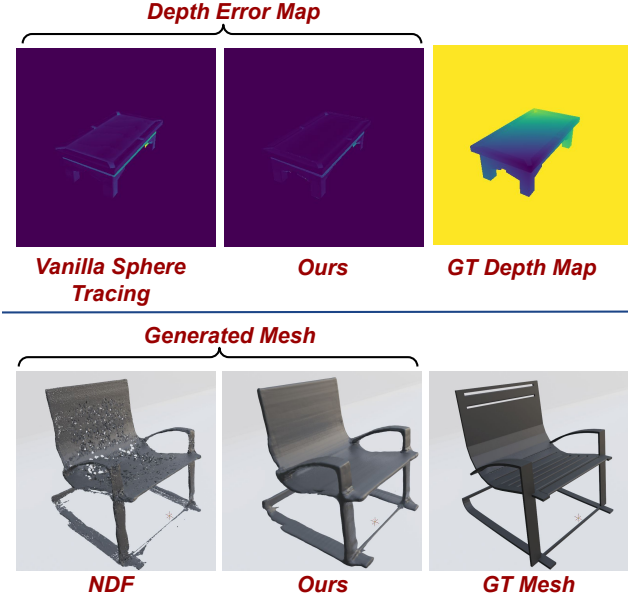 Depth Error Map
Vanilla Sphere
Tracing
Ours
GT Depth Map
Generated Mesh
NDF
Ours
GT Mesh